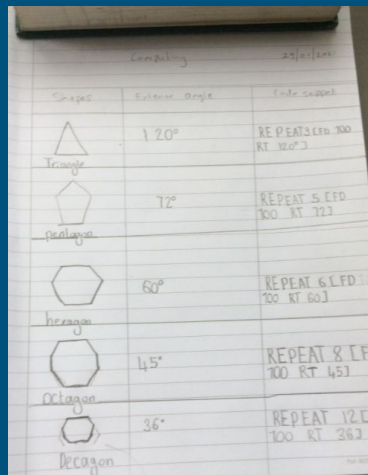 Computing
Shapes Exterior angle Code snippet
Triangle 120° REPEAT 3 [FD 100
RT 120°]
pentagon 72° REPEAT 5 [FD
100 RT 72]
hexagon 60° REPEAT 6 [FD
100 RT 60]
octagon 45° REPEAT 8 [F
100 RT 45]
Decagon 36° REPEAT 12 [
100 RT 36]